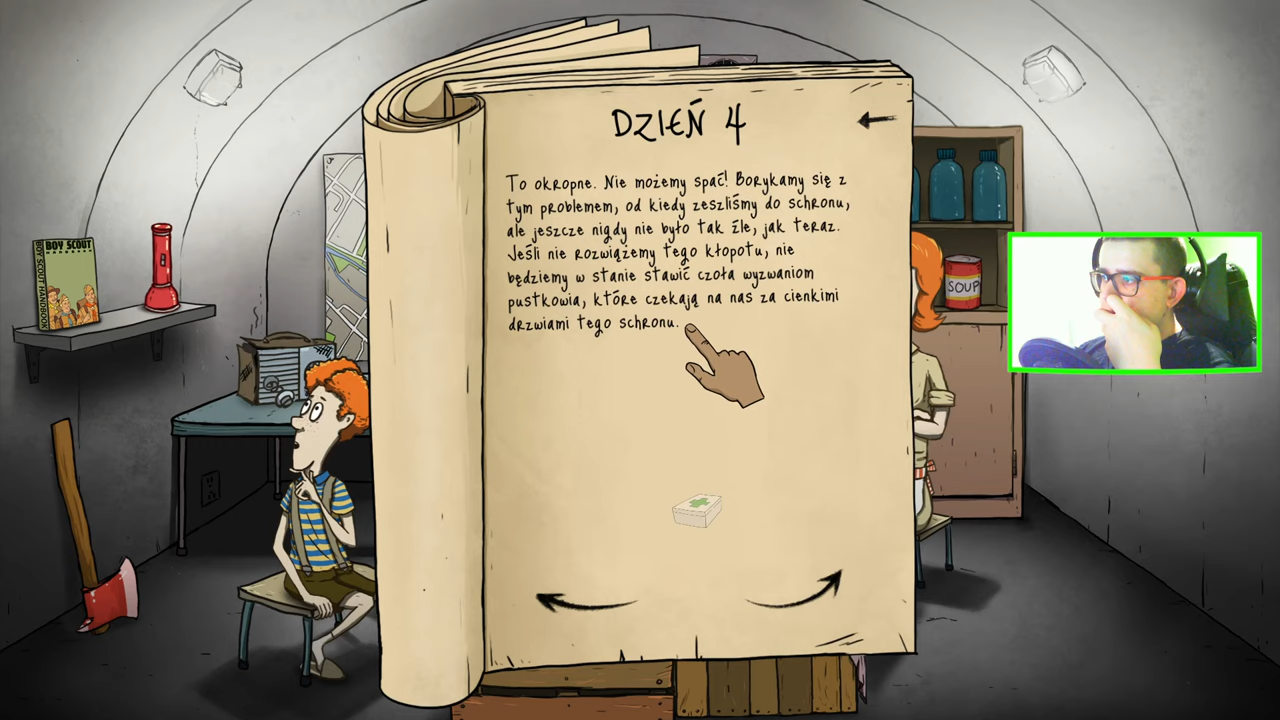 DZIEŃ 4
To okropne. Nie możemy spać! Borykamy się z
tym problemem, od kiedy zeszliśmy do schronu,
ale jeszcze nigdy nie było tak źle, jak teraz.
Jeśli nie rozwiążemy tego kłopotu, nie
będziemy w stanie stawić czoła wyzwaniom
pustkowia, które czekają na nas za cienkimi
drzwiami tego schronu.
BOY SCOUT
BOY SCOUT HANDBOOK
SOUP